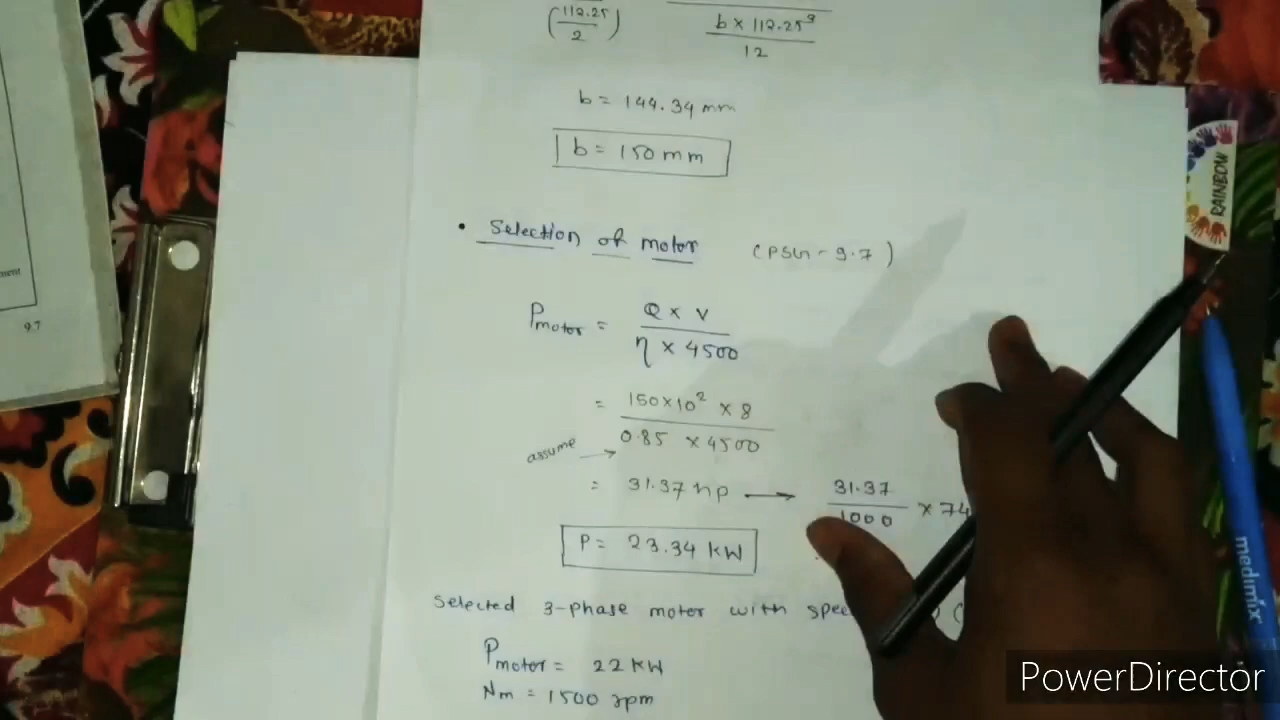 (112.25/2)
b × 112.25³
12
b = 144.34 mm
b = 150 mm
• Selection of motor (PSG - 9.7)
Pmotor = Q × V / η × 4500
= 150×10² × 8 / 0.85 × 4500
assume →
= 31.37 hp → 31.37/1000 × 74
P = 23.34 kW
Selected 3-phase motor with
Pmotor = 22 kW
Nm = 1500 rpm
9.7
RAINBOW
medimix
PowerDirector